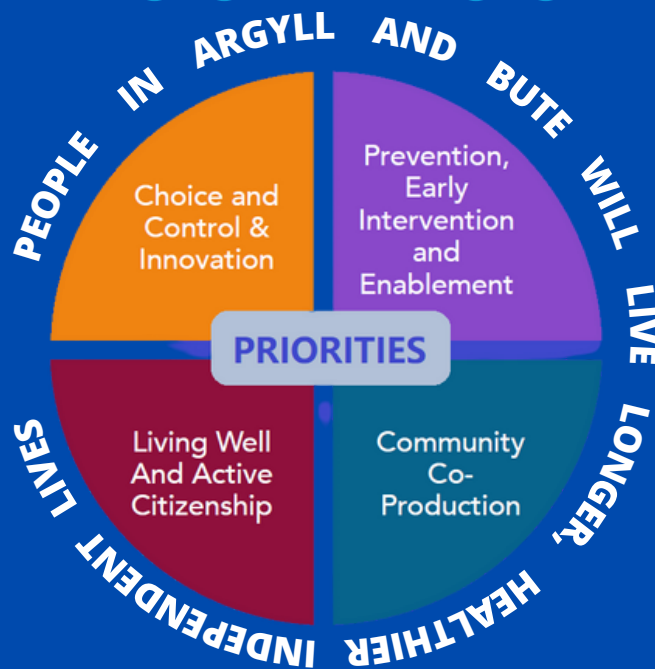 PEOPLE IN ARGYLL AND BUTE WILL LIVE LONGER, HEALTHIER INDEPENDENT LIVES
Choice and
Control &
Innovation
Prevention,
Early
Intervention
and
Enablement
PRIORITIES
Living Well
And Active
Citizenship
Community
Co-
Production